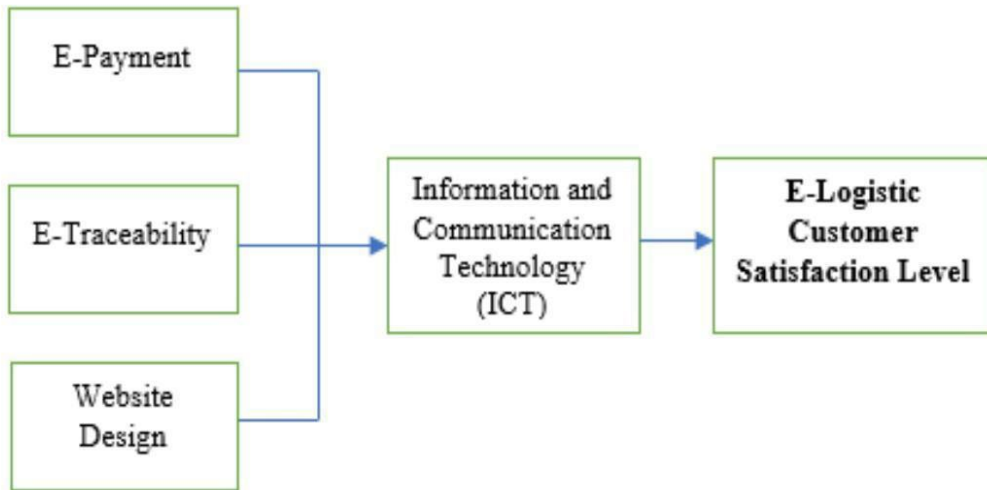 E-Payment
E-Traceability
Website
Design
Information and
Communication
Technology
(ICT)
E-Logistic
Customer
Satisfaction Level